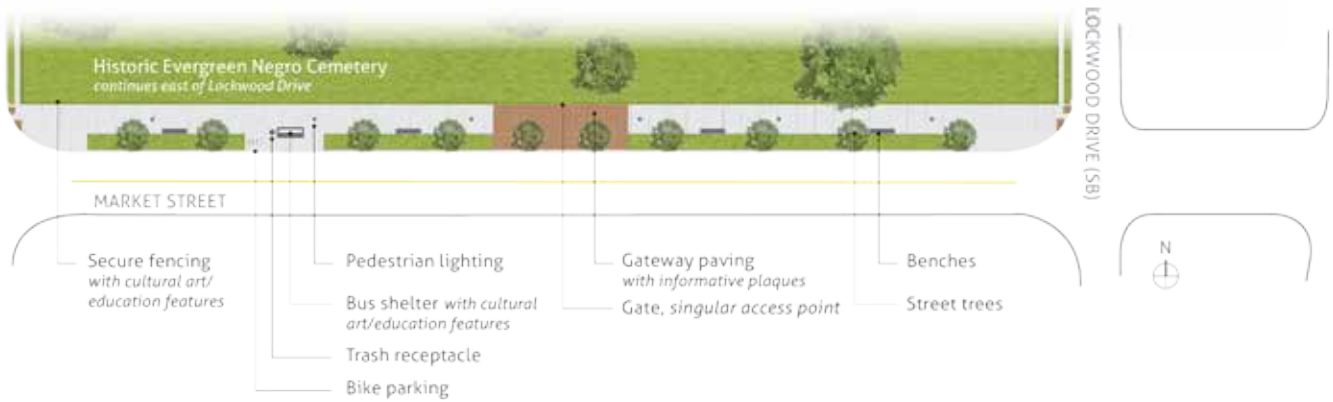 Historic Evergreen Negro Cemetery
continues east of Lockwood Drive
LOCKWOOD DRIVE (SB)
MARKET STREET
N
Secure fencing
with cultural art/
education features
Pedestrian lighting
Bus shelter with cultural
art/education features
Trash receptacle
Bike parking
Gateway paving
with informative plaques
Gate, singular access point
Benches
Street trees